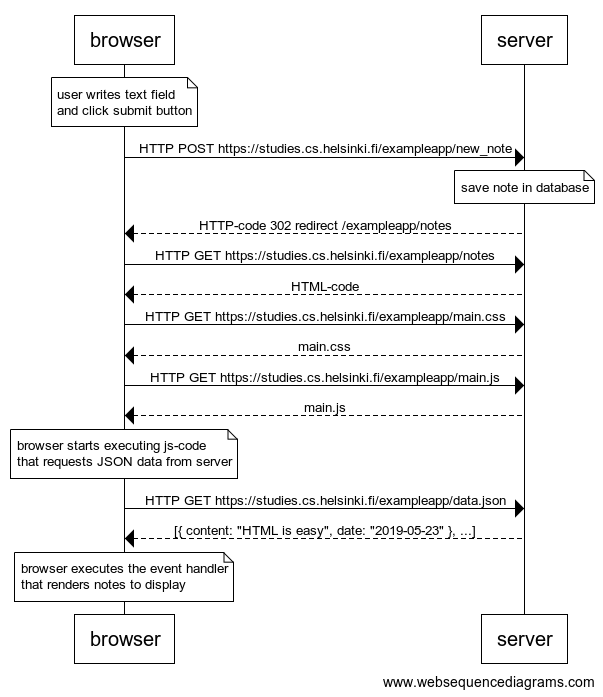 browser
server
user writes text field
and click submit button
HTTP POST https://studies.cs.helsinki.fi/exampleapp/new_note
save note in database
HTTP-code 302 redirect /exampleapp/notes
HTTP GET https://studies.cs.helsinki.fi/exampleapp/notes
HTML-code
HTTP GET https://studies.cs.helsinki.fi/exampleapp/main.css
main.css
HTTP GET https://studies.cs.helsinki.fi/exampleapp/main.js
main.js
browser starts executing js-code
that requests JSON data from server
HTTP GET https://studies.cs.helsinki.fi/exampleapp/data.json
[{ content: "HTML is easy", date: "2019-05-23" }, ...]
browser executes the event handler
that renders notes to display
browser
server
www.websequencediagrams.com